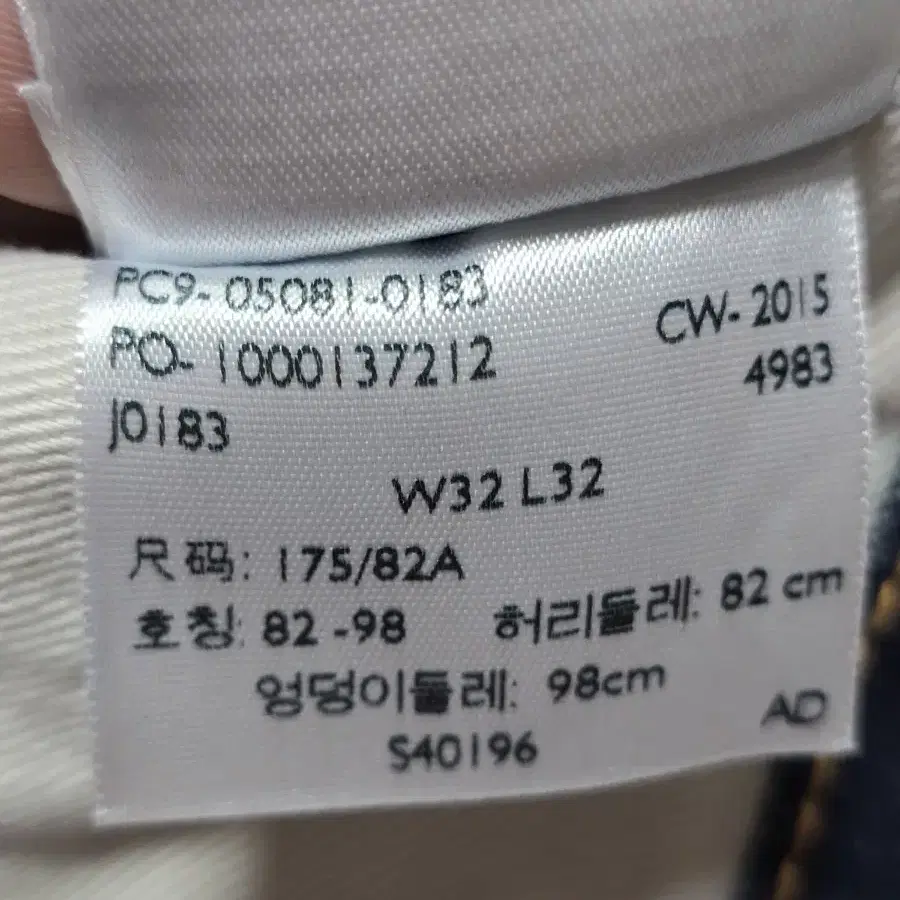 PC9-05081-0183
CW-2015
PO-1000137212
4983
J0183
W32 L32
尺码: 175/82A
호칭: 82-98 허리둘레: 82 cm
엉덩이둘레: 98cm
AD
S40196